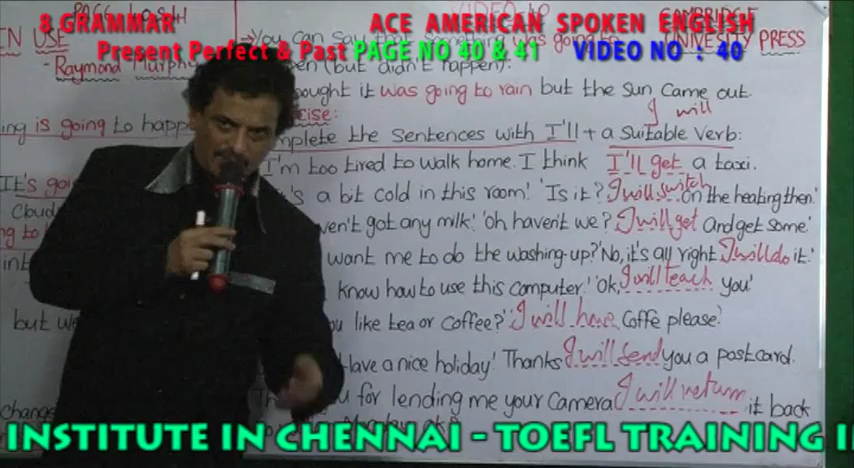 8 GRAMMAR
ACE AMERICAN SPOKEN ENGLISH
Present Perfect & Past
PAGE NO 40 & 41
VIDEO NO : 40
CAMBRIDGE
UNIVESITY PRESS
IN USE
- Raymond Murphy
→ You can say that something was going to
(but didn't happen):
thought it was going to rain but the sun came out.
I will
cise:
mplete the sentences with I'll + a suitable verb:
is going to happ
I'm too tired to walk home. I think I'll get a taxi.
It's goi
's a bit cold in this room.' 'Is it? I will switch on the heating then.'
ven't got any milk.' 'oh haven't we? I will get and get some'
want me to do the washing-up?' 'No, it's all right I will do it.'
know how to use this computer.' 'Ok, I will teach you'
but we
u like tea or coffee?' 'I will have Coffe please.'
Have a nice holiday.' Thanks I will send you a postcard.
u for lending me your Camera I will return it back
change
INSTITUTE IN CHENNAI - TOEFL TRAINING I